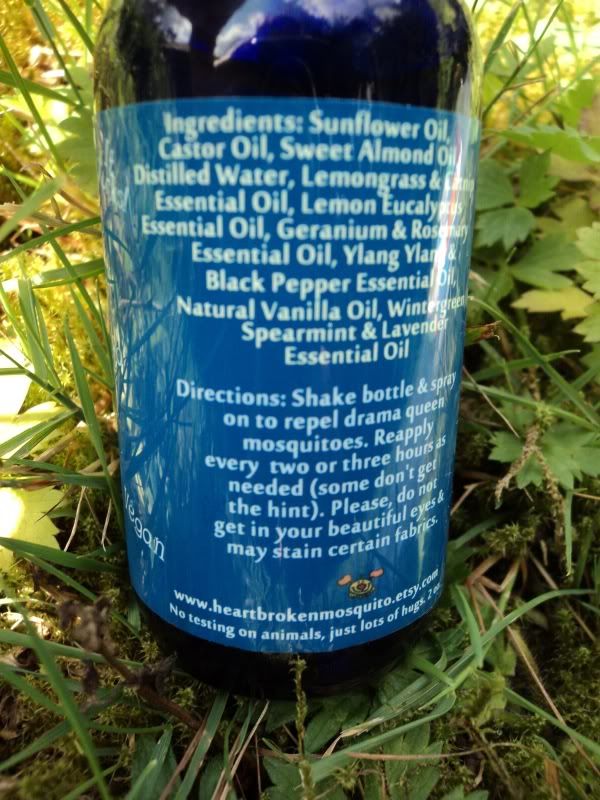 Ingredients: Sunflower Oil,
Castor Oil, Sweet Almond Oil,
Distilled Water, Lemongrass & Catnip
Essential Oil, Lemon Eucalyptus
Essential Oil, Geranium & Rosemary
Essential Oil, Ylang Ylang &
Black Pepper Essential Oil,
Natural Vanilla Oil, Wintergreen
Spearmint & Lavender
Essential Oil
Directions: Shake bottle & spray
on to repel drama queen
mosquitoes. Reapply
every two or three hours as
needed (some don't get
the hint). Please, do not
get in your beautiful eyes &
may stain certain fabrics.
vegan
www.heartbrokenmosquito.etsy.com
No testing on animals, just lots of hugs. 2